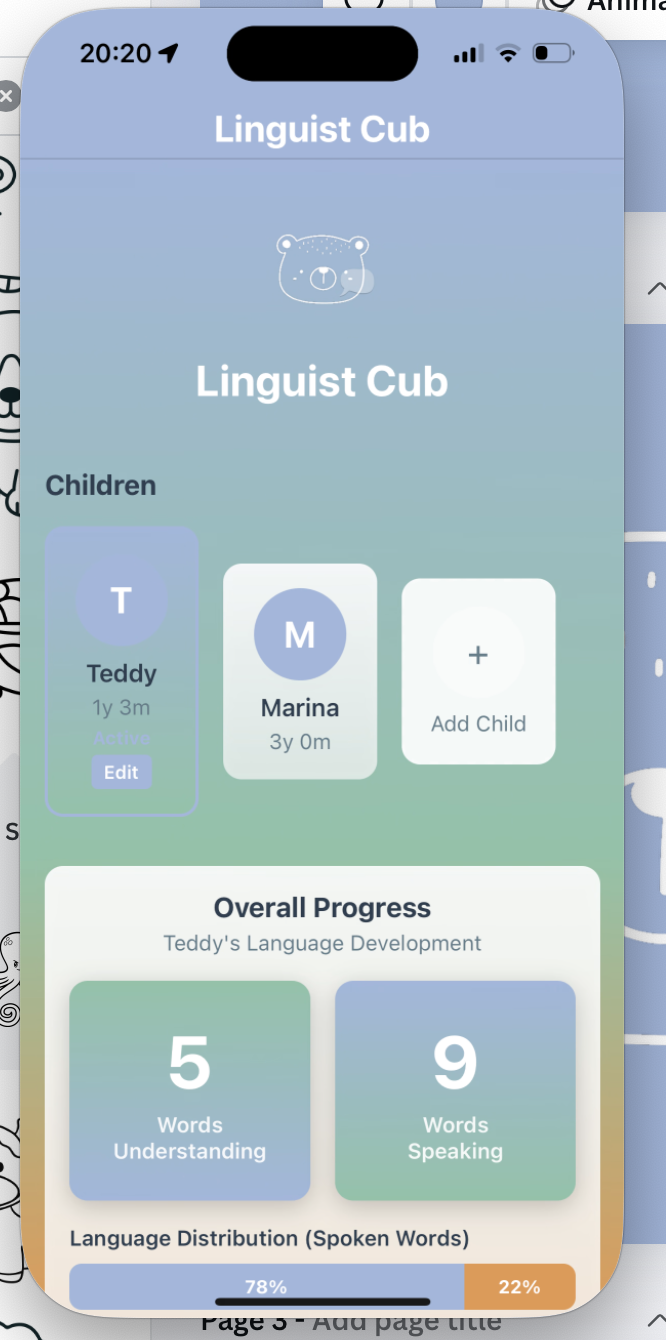 Anima
20:20
Linguist Cub
Linguist Cub
Children
T
Teddy
1y 3m
Active
Edit
M
Marina
3y 0m
+
Add Child
Overall Progress
Teddy's Language Development
5
Words
Understanding
9
Words
Speaking
Language Distribution (Spoken Words)
78%
22%
s
Page 3 - Add page title